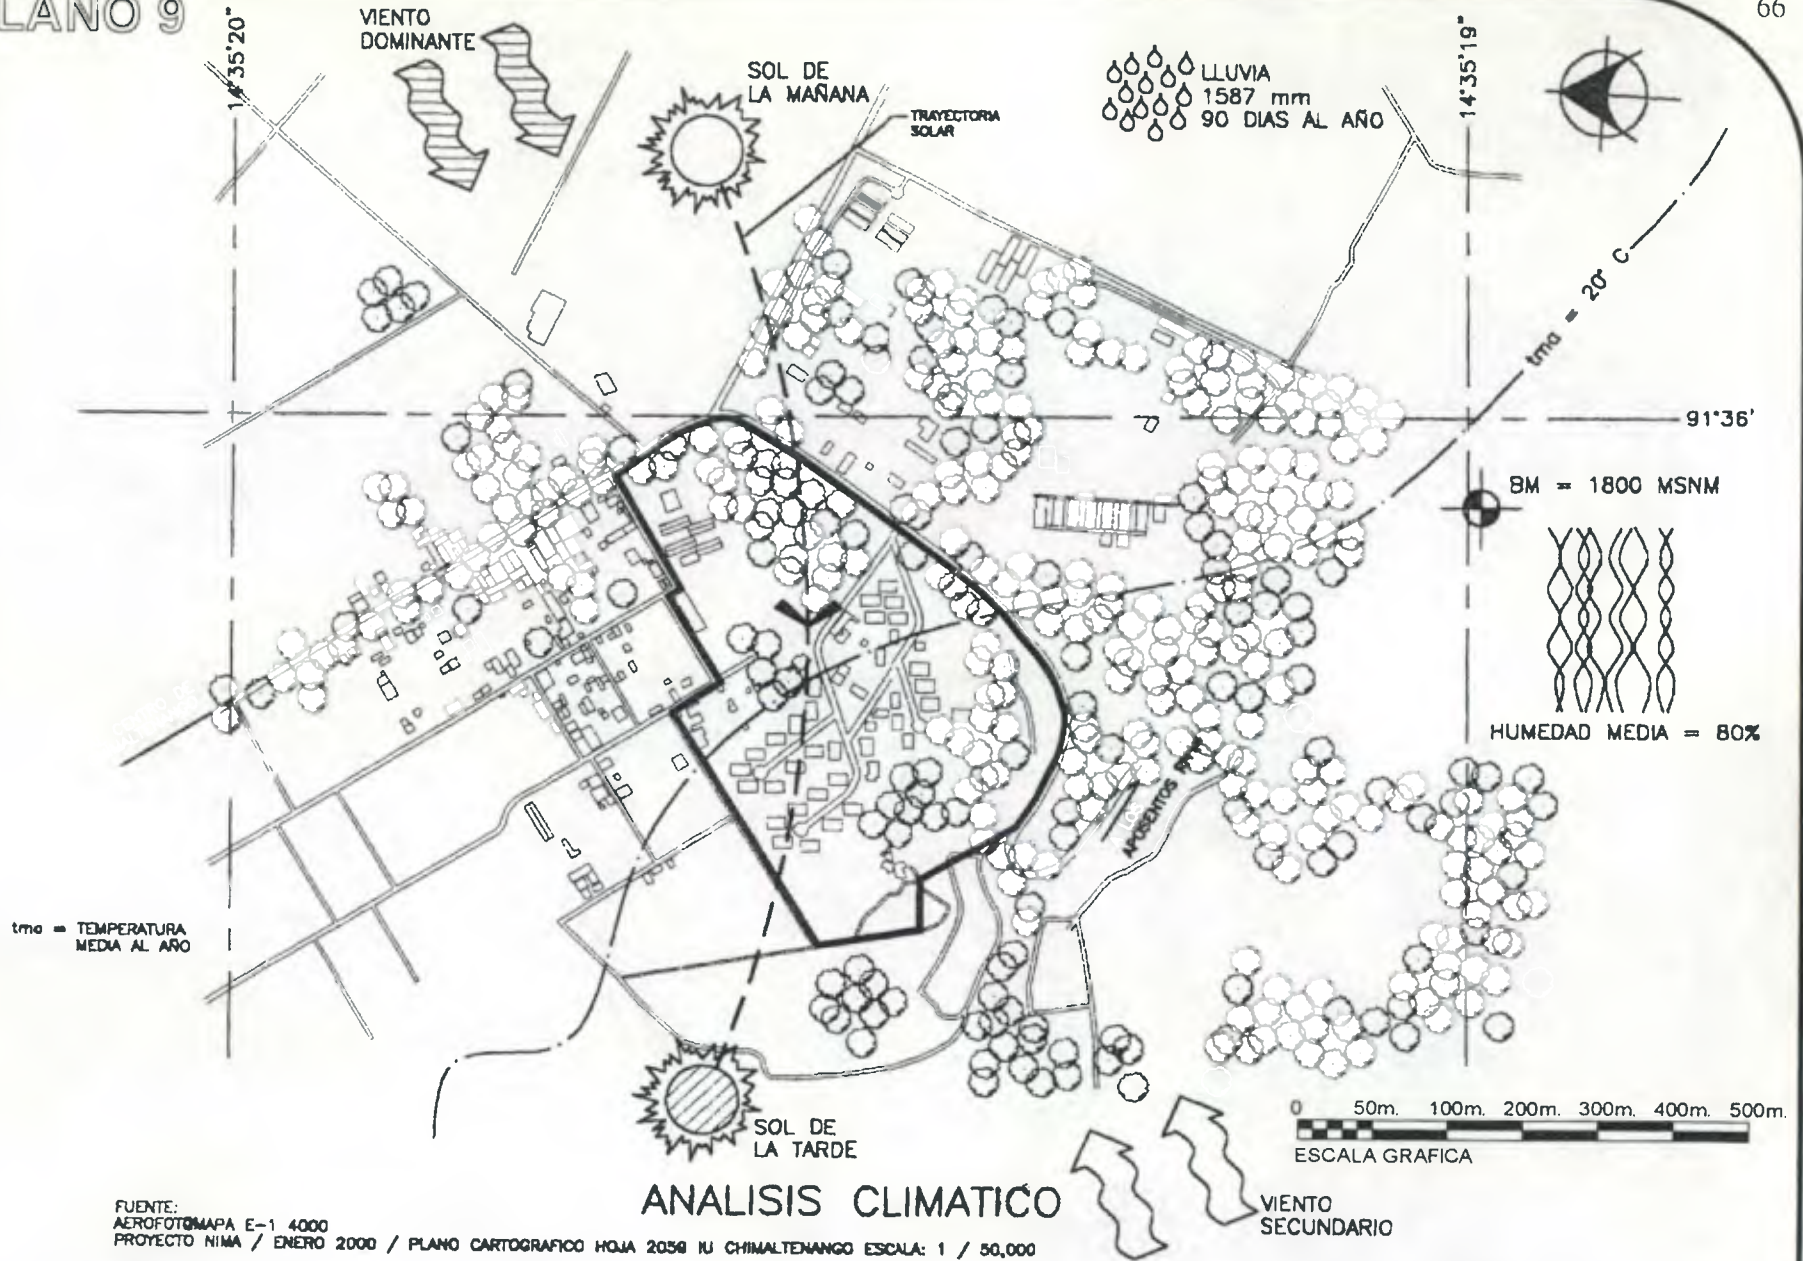 LANO 9
66
14°35'20"
VIENTO
DOMINANTE
SOL DE
LA MAÑANA
TRAYECTORIA
SOLAR
LLUVIA
1587 mm
90 DIAS AL AÑO
14°35'19"
tma = 20° C
91°36'
BM = 1800 MSNM
HUMEDAD MEDIA = 80%
LOS
APOSENTOS
tma = TEMPERATURA
MEDIA AL AÑO
SOL DE
LA TARDE
0 50m. 100m. 200m. 300m. 400m. 500m.
ESCALA GRAFICA
ANALISIS CLIMATICO
VIENTO
SECUNDARIO
FUENTE:
AEROFOTOMAPA E-1 4000
PROYECTO NIMA / ENERO 2000 / PLANO CARTOGRAFICO HOJA 2059 IU CHIMALTENANGO ESCALA: 1 / 50,000